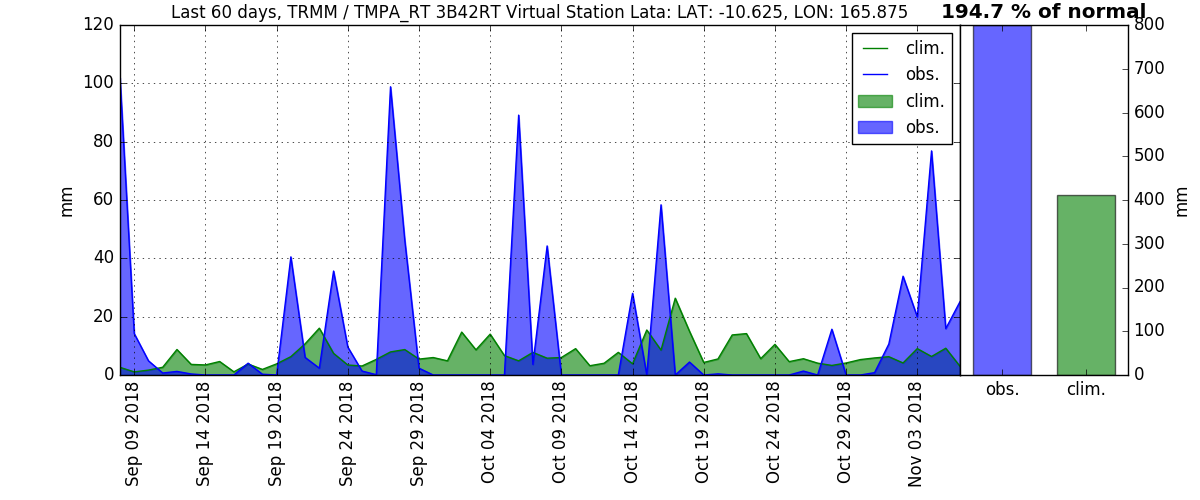 Last 60 days, TRMM / TMPA_RT 3B42RT Virtual Station Lata: LAT: -10.625, LON: 165.875
194.7 % of normal
120
100
80
60
40
20
0
mm
clim.
obs.
clim.
obs.
800
700
600
500
400
300
200
100
0
mm
Sep 09 2018
Sep 14 2018
Sep 19 2018
Sep 24 2018
Sep 29 2018
Oct 04 2018
Oct 09 2018
Oct 14 2018
Oct 19 2018
Oct 24 2018
Oct 29 2018
Nov 03 2018
obs.
clim.